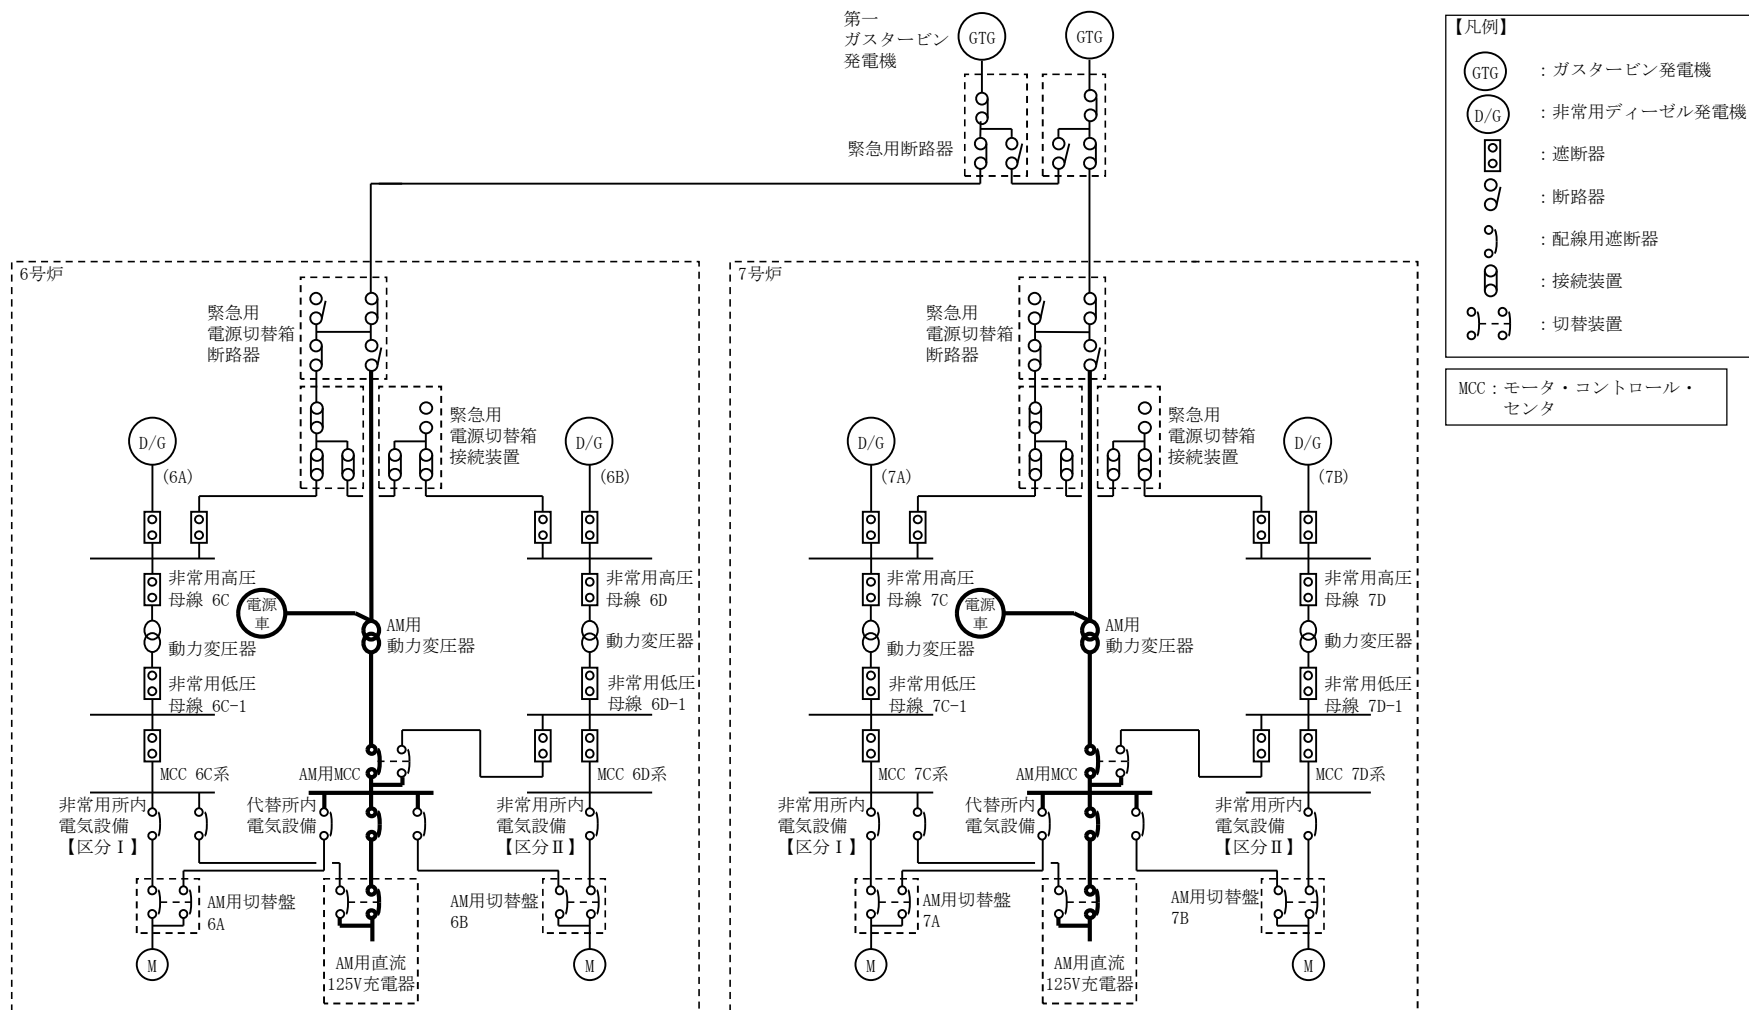 第一
ガスタービン
発電機
GTG
GTG
緊急用断路器
【凡例】
GTG
：ガスタービン発電機
D/G
：非常用ディーゼル発電機
：遮断器
：断路器
：配線用遮断器
：接続装置
：切替装置
MCC：モータ・コントロール・
センタ
6号炉
緊急用
電源切替箱
断路器
緊急用
電源切替箱
接続装置
D/G
(6A)
D/G
(6B)
非常用高圧
母線 6C
電源
車
AM用
動力変圧器
非常用高圧
母線 6D
動力変圧器
動力変圧器
非常用低圧
母線 6C-1
非常用低圧
母線 6D-1
MCC 6C系
AM用MCC
MCC 6D系
非常用所内
電気設備
【区分Ⅰ】
代替所内
電気設備
非常用所内
電気設備
【区分Ⅱ】
AM用切替盤
6A
AM用切替盤
6B
M
AM用直流
125V充電器
M
7号炉
緊急用
電源切替箱
断路器
緊急用
電源切替箱
接続装置
D/G
(7A)
D/G
(7B)
非常用高圧
母線 7C
電源
車
AM用
動力変圧器
非常用高圧
母線 7D
動力変圧器
動力変圧器
非常用低圧
母線 7C-1
非常用低圧
母線 7D-1
MCC 7C系
AM用MCC
MCC 7D系
非常用所内
電気設備
【区分Ⅰ】
代替所内
電気設備
非常用所内
電気設備
【区分Ⅱ】
AM用切替盤
7A
AM用切替盤
7B
M
AM用直流
125V充電器
M